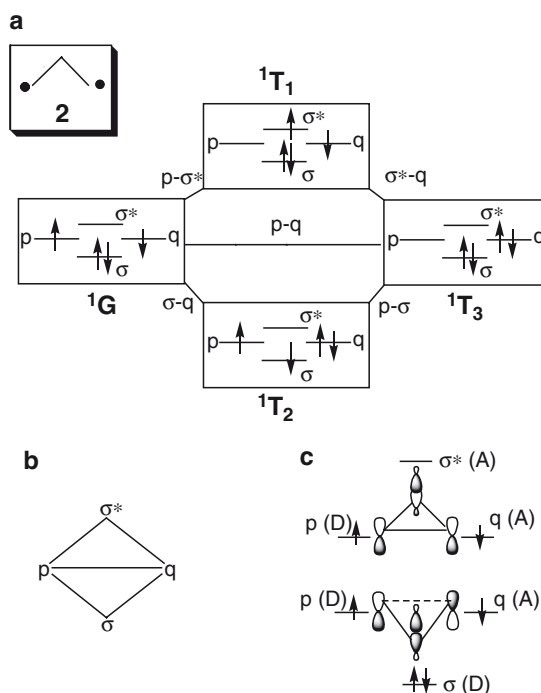 a
2
¹T₁
σ*
p q
σ
p-σ* σ*-q
p-q
σ*
p q
σ
¹G
σ*
p q
σ
¹T₃
σ-q p-σ
σ*
p q
σ
¹T₂
b
σ*
p q
σ
c
σ* (A)
p (D) q (A)
p (D) q (A)
σ (D)